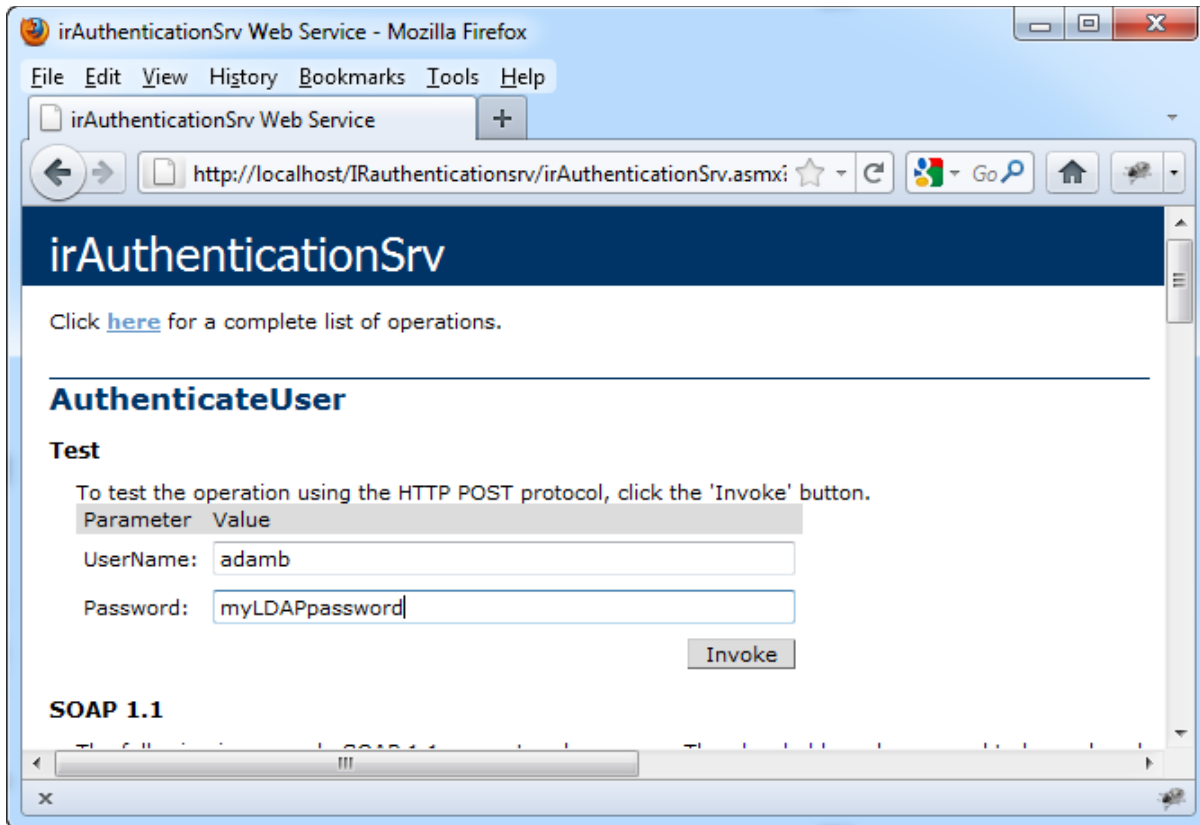 irAuthenticationSrv Web Service - Mozilla Firefox
File Edit View History Bookmarks Tools Help
irAuthenticationSrv Web Service
http://localhost/IRauthenticationsrv/irAuthenticationSrv.asmx
Go
irAuthenticationSrv
Click here for a complete list of operations.
AuthenticateUser
Test
To test the operation using the HTTP POST protocol, click the 'Invoke' button.
Parameter Value
UserName: adamb
Password: myLDAPpassword
Invoke
SOAP 1.1